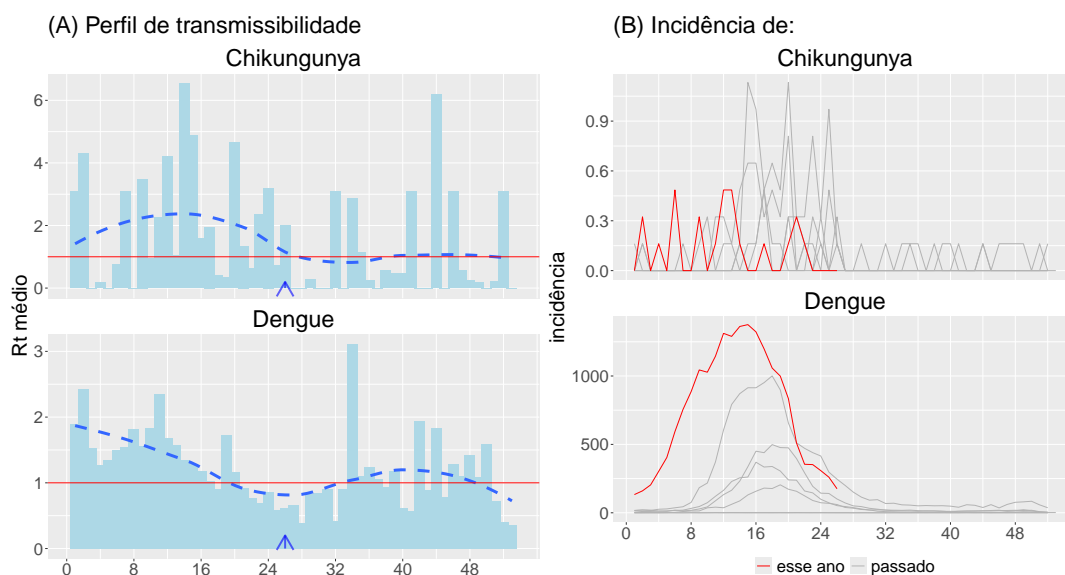 (A) Perfil de transmissibilidade
Chikungunya
6
4
2
0
Dengue
3
2
1
0
0 8 16 24 32 40 48
Rt médio
(B) Incidência de:
Chikungunya
0.9
0.6
0.3
0.0
Dengue
1000
500
0
0 8 16 24 32 40 48
incidência
esse ano passado